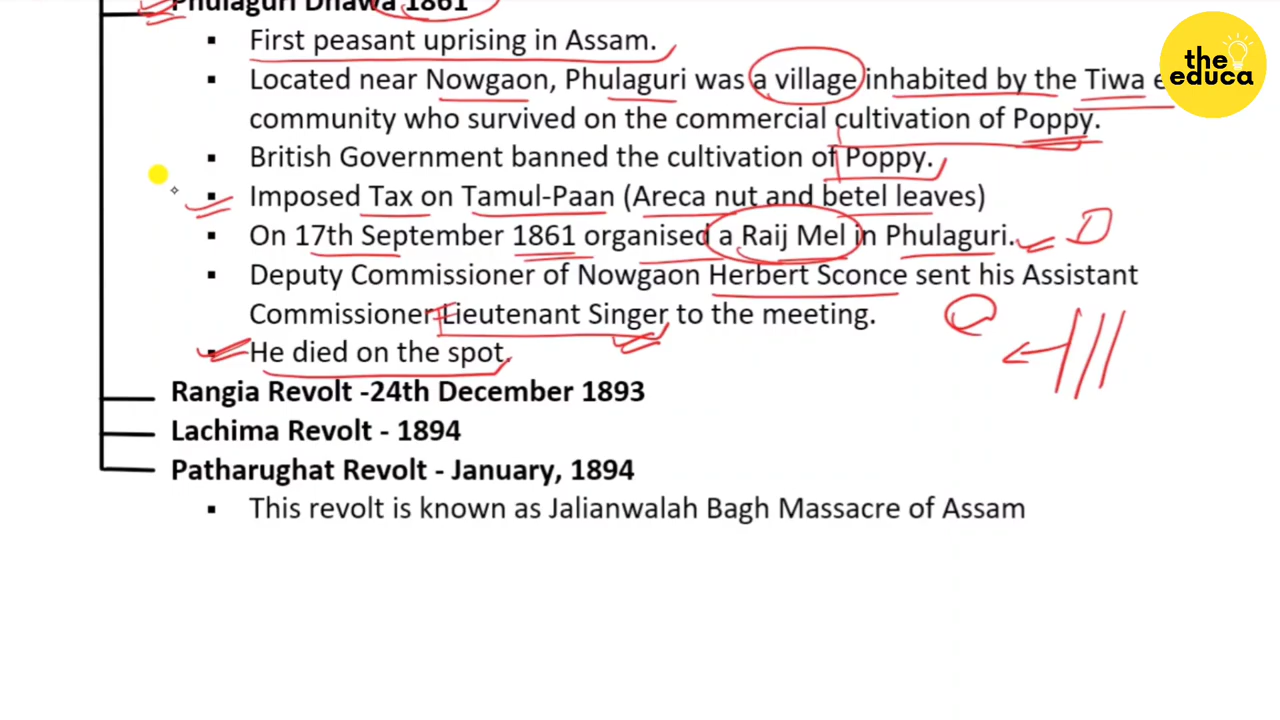 Phulaguri Dhawa 1861
▪ First peasant uprising in Assam.
▪ Located near Nowgaon, Phulaguri was a village inhabited by the Tiwa
community who survived on the commercial cultivation of Poppy.
▪ British Government banned the cultivation of Poppy.
▪ Imposed Tax on Tamul-Paan (Areca nut and betel leaves)
▪ On 17th September 1861 organised a Raij Mel in Phulaguri. D
▪ Deputy Commissioner of Nowgaon Herbert Sconce sent his Assistant
Commissioner Lieutenant Singer to the meeting.
▪ He died on the spot.
Rangia Revolt -24th December 1893
Lachima Revolt - 1894
Patharughat Revolt - January, 1894
▪ This revolt is known as Jalianwalah Bagh Massacre of Assam
the
educa